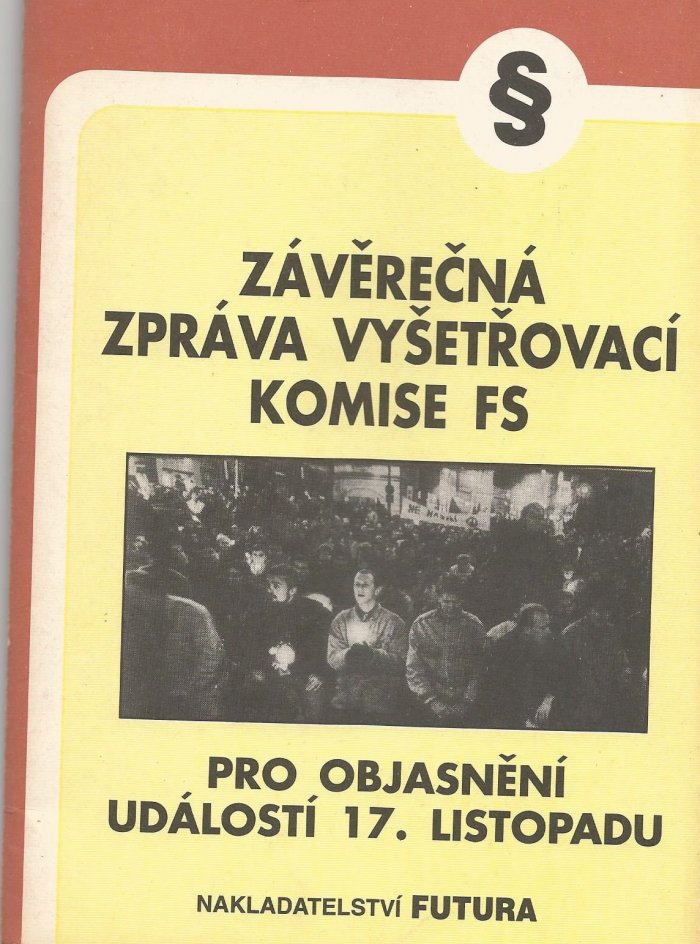 §
ZÁVĚREČNÁ
ZPRÁVA VYŠETŘOVACÍ
KOMISE FS
PRO OBJASNĚNÍ
UDÁLOSTÍ 17. LISTOPADU
NAKLADATELSTVÍ FUTURA